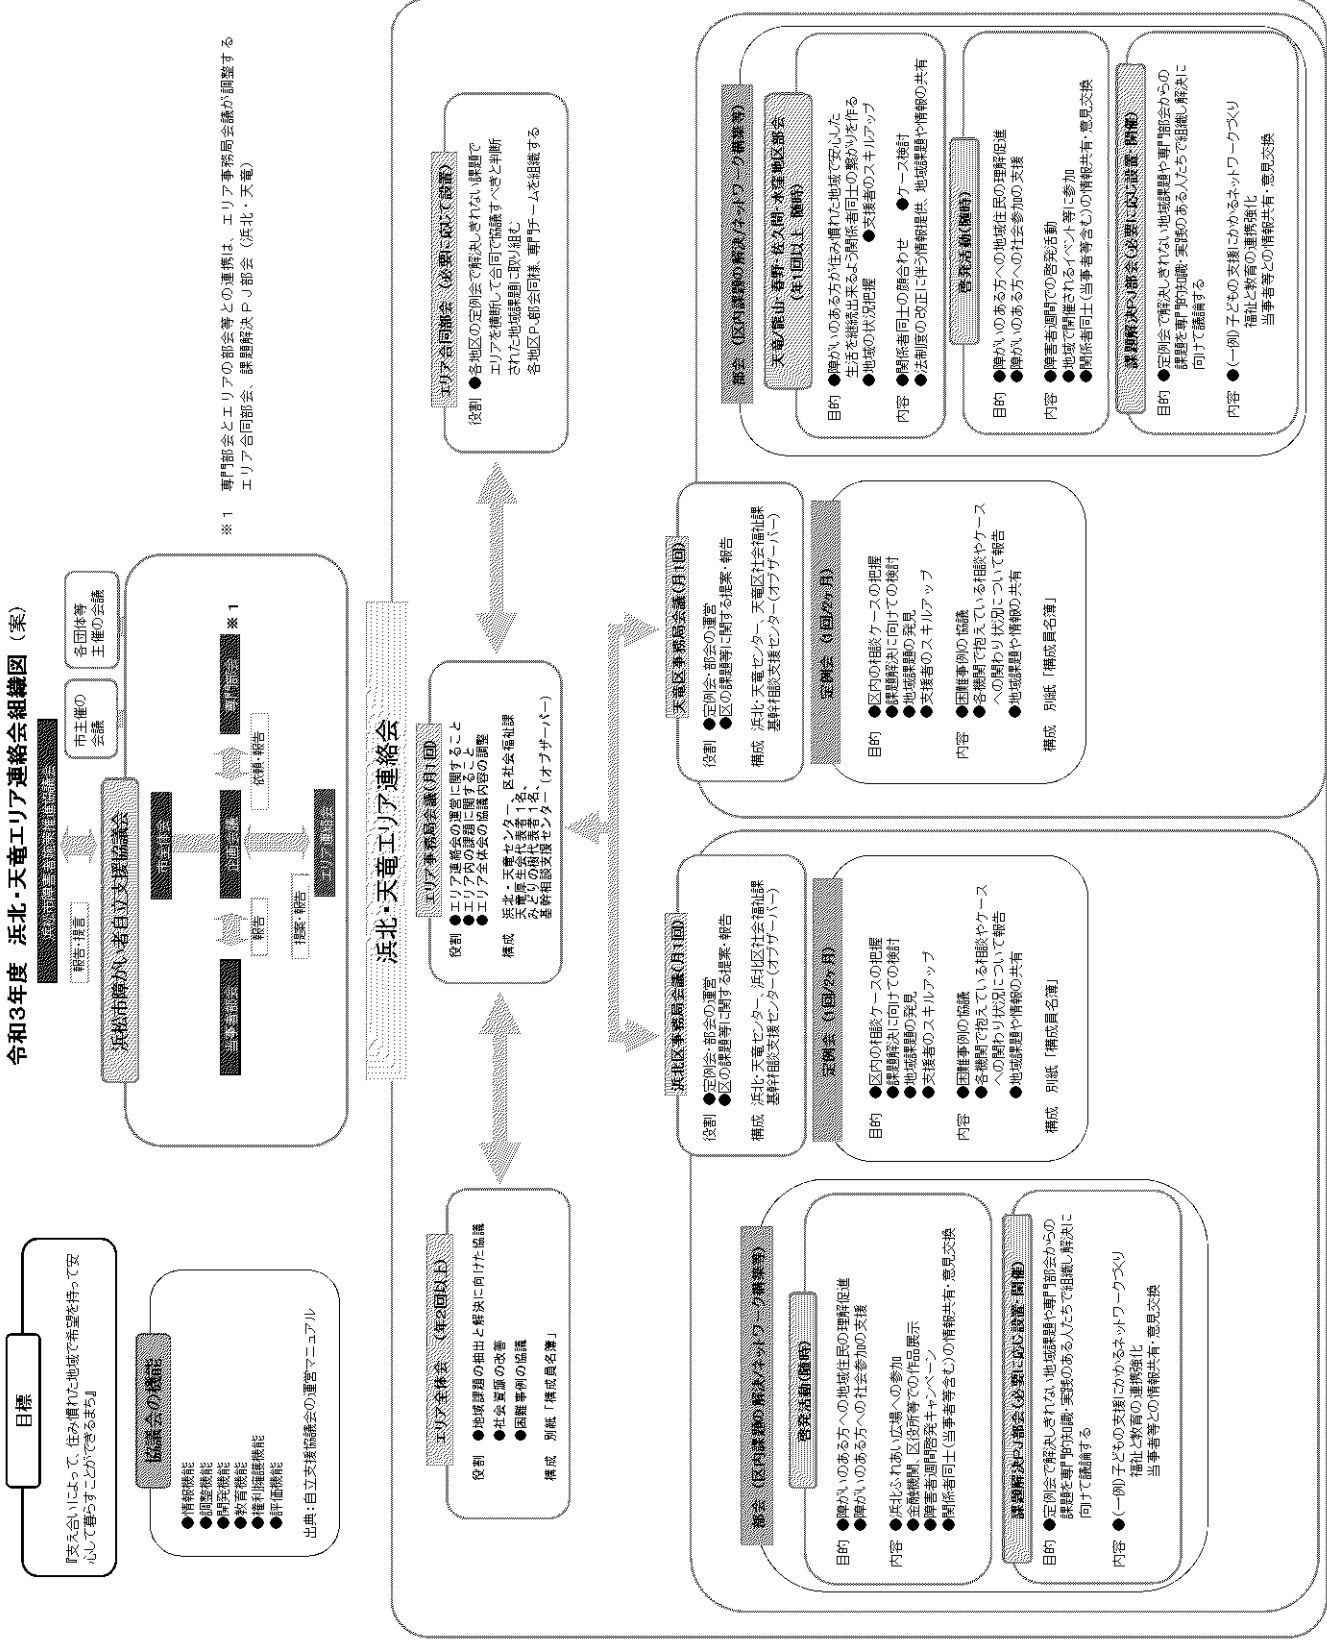 令和3年度 浜北・天竜エリア連絡会組織図（案）
目標
『支え合いによって、住み慣れた地域で希望を持って安
心して暮らすことができるまち』
協議会の機能
●情報機能
●調整機能
●開発機能
●教育機能
●権利擁護機能
●評価機能
出典：自立支援協議会の運営マニュアル
報告・提言
市主催の
会議
各団体等
主催の会議
浜松市障がい者自立支援協議会
全体会
企画会議
専門部会
※１
エリア連絡会
報告
依頼・報告
提案・報告
※１ 専門部会とエリアの部会等との連携は、エリア事務局会議が調整する
エリア合同部会、課題解決ＰＪ部会（浜北・天竜）
浜北・天竜エリア連絡会
エリア全体会 （年2回以上）
役割 ●地域課題の抽出と解決に向けた協議
●社会資源の改善
●困難事例の協議
構成 別紙「構成員名簿」
エリア事務局会議（月1回）
役割 ●エリア連絡会の運営に関すること
●エリア内の課題に関すること
●エリア全体会の協議内容の調整
構成 浜北・天竜センター、区社会福祉課
天竜厚生会代表者１名、
みどりの樹代表者１名、
基幹相談支援センター（オブザーバー）
エリア合同部会 （必要に応じて設置）
役割 ●各地区の定例会で解決しきれない課題で
エリアを横断して合同で協議すべきと判断
された地域課題に取り組む。
各地区ＰＪ部会同様、専門チームを組織する
浜北区事務局会議（月1回）
役割 ●定例会・部会の運営
●区の課題等に関する提案・報告
構成 浜北・天竜センター、浜北区社会福祉課
基幹相談支援センター（オブザーバー）
定例会 （1回/2ヶ月）
目的 ●区内の相談ケースの把握
●課題解決に向けての検討
●地域課題の発見
●支援者のスキルアップ
内容 ●困難事例の協議
●各機関で抱えている相談やケース
への関わり状況について報告
●地域課題や情報の共有
構成 別紙「構成員名簿」
部会 （区内課題の解決/ネットワーク構築等）
啓発活動（随時）
目的 ●障がいのある方への地域住民の理解促進
●障がいのある方への社会参加の支援
内容 ●浜北ふれあい広場への参加
●金融機関、区役所等での作品展示
●障害者週間啓発キャンペーン
●関係者同士（当事者等含む）の情報共有・意見交換
課題解決ＰＪ部会（必要に応じ設置・開催）
目的 ●定例会で解決しきれない地域課題や専門部会からの
課題を専門的知識・実践のある人たちで組織し解決に
向けて議論する
内容 ●（一例）子どもの支援にかかるネットワークづくり
福祉と教育の連携強化
当事者等との情報共有・意見交換
天竜区事務局会議（月1回）
役割 ●定例会・部会の運営
●区の課題等に関する提案・報告
構成 浜北・天竜センター、天竜区社会福祉課
基幹相談支援センター（オブザーバー）
定例会 （1回/2ヶ月）
目的 ●区内の相談ケースの把握
●課題解決に向けての検討
●地域課題の発見
●支援者のスキルアップ
内容 ●困難事例の協議
●各機関で抱えている相談やケース
への関わり状況について報告
●地域課題や情報の共有
構成 別紙「構成員名簿」
部会 （区内課題の解決/ネットワーク構築等）
天竜/龍山・春野・佐久間・水窪地区部会
（年1回以上 随時）
目的 ●障がいのある方が住み慣れた地域で安心した
生活を継続出来るよう関係者同士の繋がりを作る
●地域の状況把握 ●支援者のスキルアップ
内容 ●関係者同士の顔合わせ ●ケース検討
●法制度の改正に伴う情報提供、地域課題や情報の共有
啓発活動（随時）
目的 ●障がいのある方への地域住民の理解促進
●障がいのある方への社会参加の支援
内容 ●障害者週間での啓発活動
●地域で開催されるイベント等に参加
●関係者同士（当事者等含む）の情報共有・意見交換
課題解決ＰＪ部会（必要に応じ設置・開催）
目的 ●定例会で解決しきれない地域課題や専門部会からの
課題を専門的知識・実践のある人たちで組織し解決に
向けて議論する
内容 ●（一例）子どもの支援にかかるネットワークづくり
福祉と教育の連携強化
当事者等との情報共有・意見交換